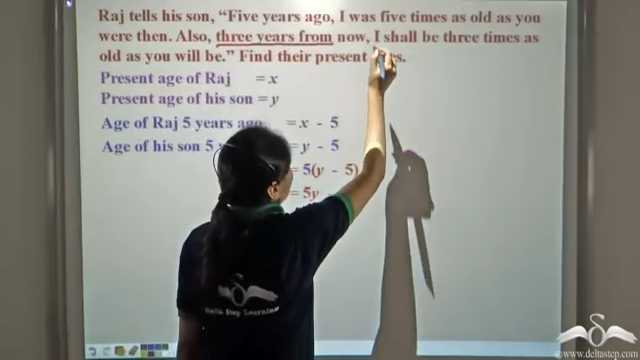 Raj tells his son, “Five years ago, I was five times as old as you
were then. Also, three years from now, I shall be three times as
old as you will be.” Find their present
Present age of Raj = x
Present age of his son = y
Age of Raj 5 years ago = x - 5
Age of his son 5 = y - 5
= 5(y - 5)
= 5y
Delta Step Learning
©www.deltastep.com